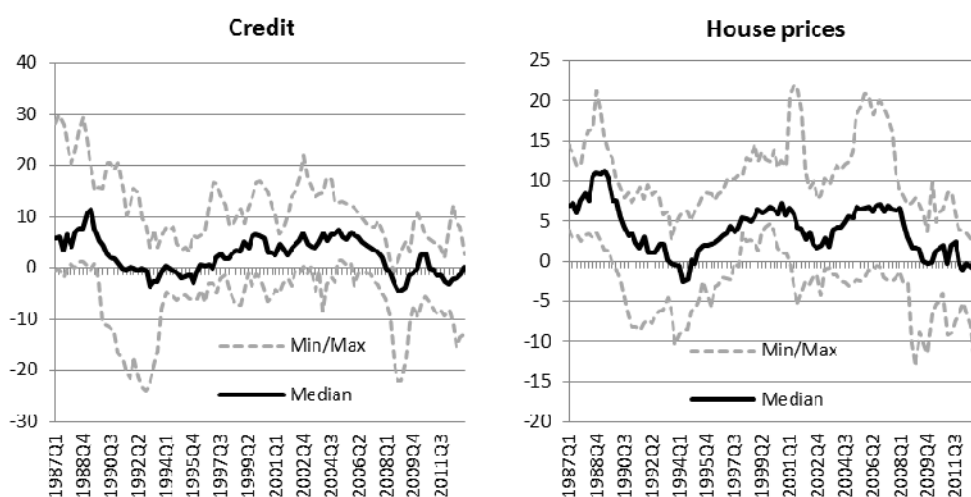 Credit
40
30
20
10
0
-10
-20
-30
Min/Max
Median
1987Q1
1988Q4
1990Q3
1992Q2
1994Q1
1995Q4
1997Q3
1999Q2
2001Q1
2002Q4
2004Q3
2006Q2
2008Q1
2009Q4
2011Q3
House prices
25
20
15
10
5
0
-5
-10
-15
-20
Min/Max
Median
1987Q1
1988Q4
1990Q3
1992Q2
1994Q1
1995Q4
1997Q3
1999Q2
2001Q1
2002Q4
2004Q3
2006Q2
2008Q1
2009Q4
2011Q3